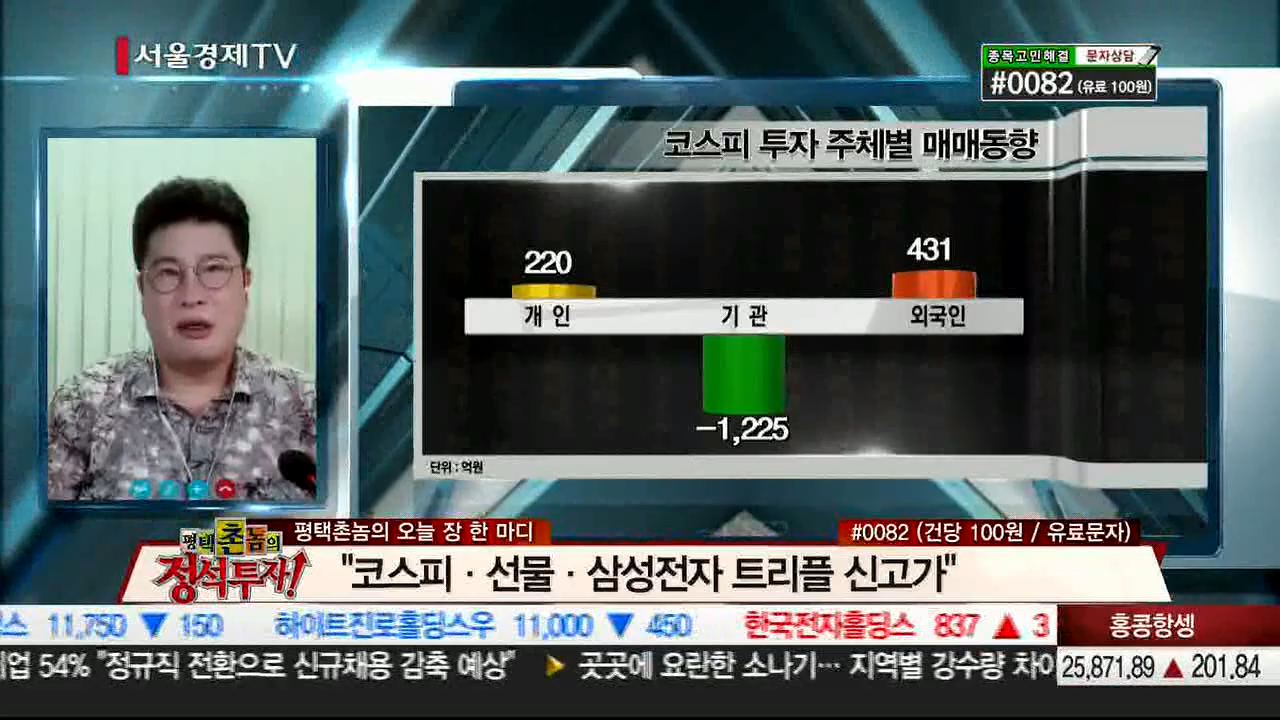 서울경제TV
종목고민해결 문자상담
#0082 (유료 100원)
코스피 투자 주체별 매매동향
220
431
개 인
기 관
외국인
-1,225
단위 : 억원
평택촌놈의
정석투자!
평택촌놈의 오늘 장 한 마디
#0082 (건당 100원 / 유료문자)
"코스피 · 선물 · 삼성전자 트리플 신고가"
스 11,750 ▼ 150 하이트진로홀딩스우 11,000 ▼ 450 한국전자홀딩스 837 ▲ 3
홍콩항셍
업 54% "정규직 전환으로 신규채용 감축 예상" ▶ 곳곳에 요란한 소나기… 지역별 강수량 차이
25,871.89 ▲ 201.84